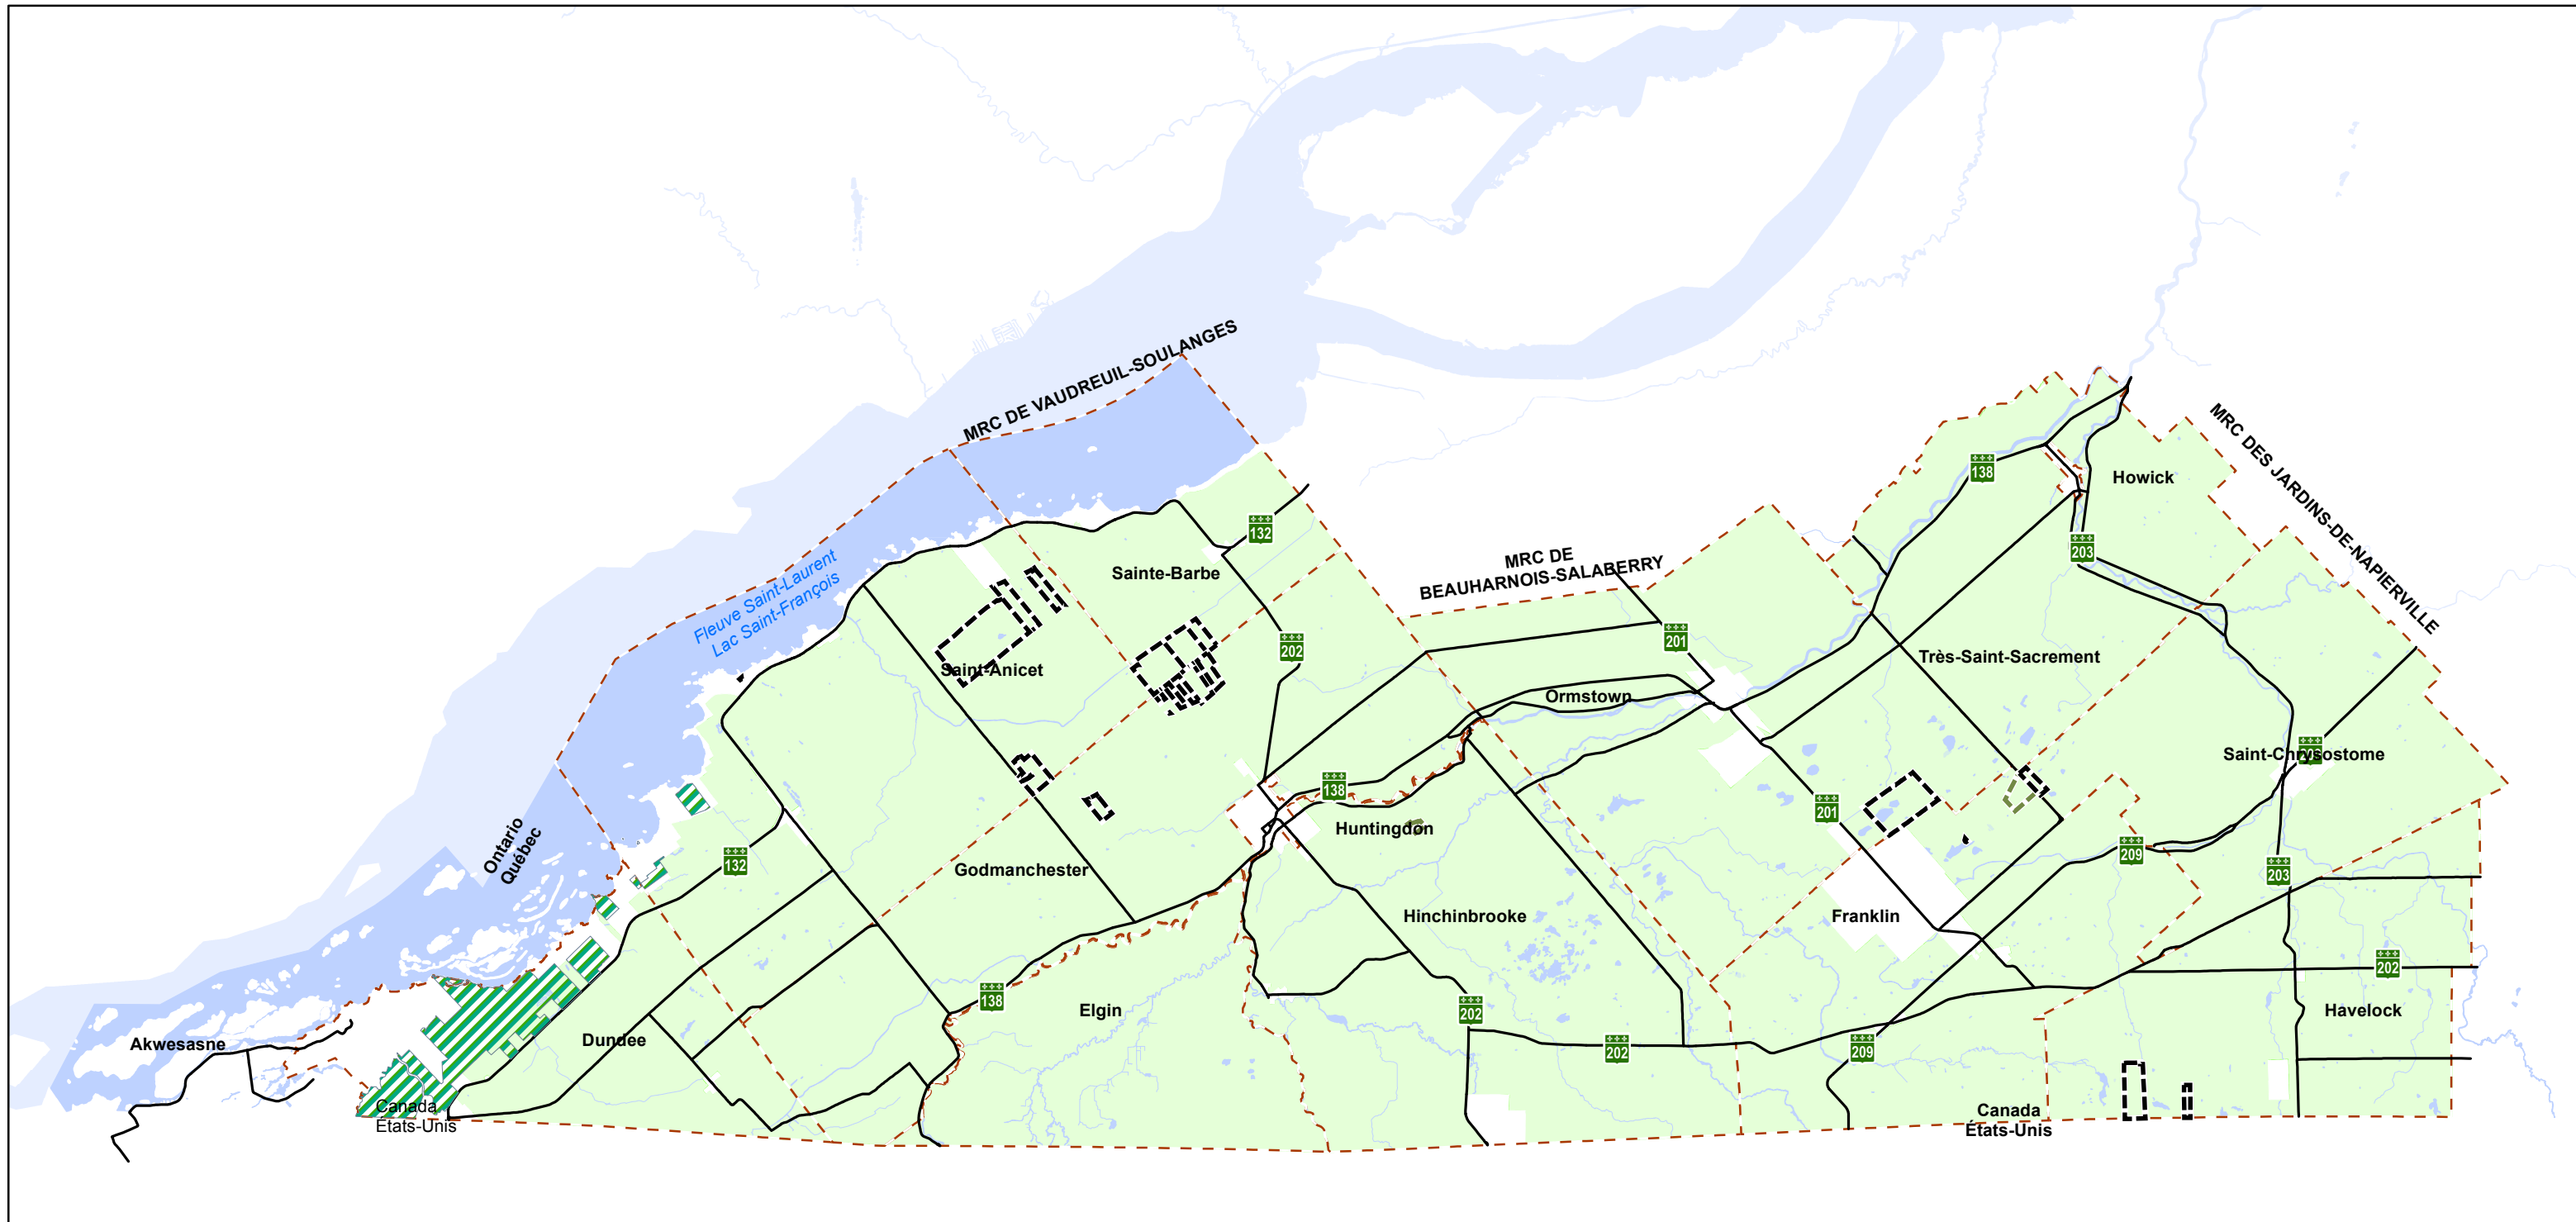 MRC DE VAUDREUIL-SOULANGES
MRC DES JARDINS-DE-NAPIERVILLE
138
Howick
132
203
MRC DE
BEAUHARNOIS-SALABERRY
Sainte-Barbe
Fleuve Saint-Laurent
Lac Saint-François
201
202
Très-Saint-Sacrement
Saint-Anicet
Ormstown
Saint-Chrysostome
138
201
Huntingdon
Ontario
Québec
132
209
Godmanchester
203
Hinchinbrooke
Franklin
202
138
Elgin
202
Havelock
Dundee
Akwesasne
202
209
Canada
États-Unis
Canada
États-Unis